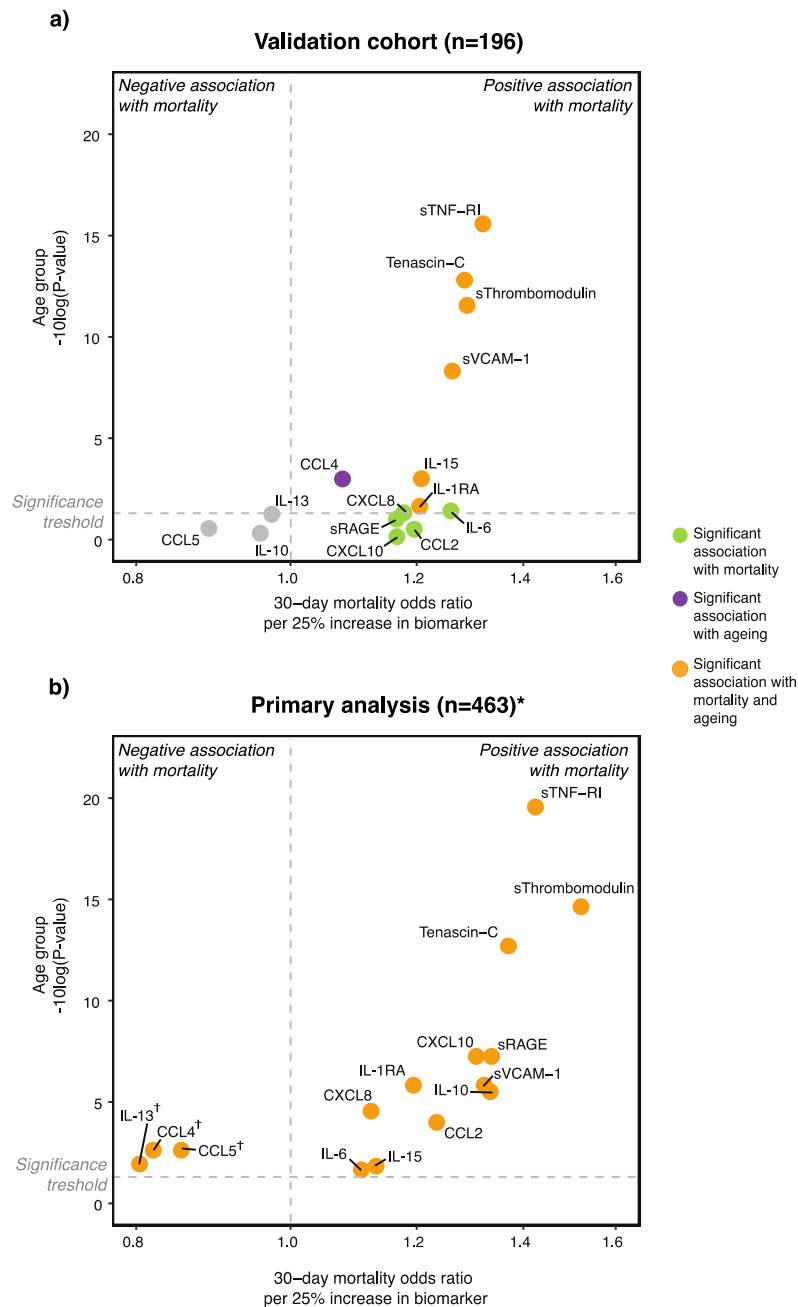 a)
Validation cohort (n=196)
Negative association
with mortality
Positive association
with mortality
Age group
-10log(P-value)
20
15
10
5
0
sTNF−RI
Tenascin−C
sThrombomodulin
sVCAM−1
CCL4
IL-15
CXCL8
IL-1RA
IL-13
sRAGE
IL-6
CCL5
IL-10
CXCL10
CCL2
Significance
treshold
0.8
1.0
1.2
1.4
1.6
30−day mortality odds ratio
per 25% increase in biomarker
Significant
association
with mortality
Significant
association
with ageing
Significant
association with
mortality and
ageing
b)
Primary analysis (n=463)*
Negative association
with mortality
Positive association
with mortality
Age group
-10log(P-value)
20
15
10
5
0
sTNF−RI
sThrombomodulin
Tenascin−C
CXCL10
sRAGE
IL-1RA
sVCAM−1
IL-10
CXCL8
CCL2
IL-13†
CCL4†
CCL5†
IL-6
IL-15
Significance
treshold
0.8
1.0
1.2
1.4
1.6
30−day mortality odds ratio
per 25% increase in biomarker